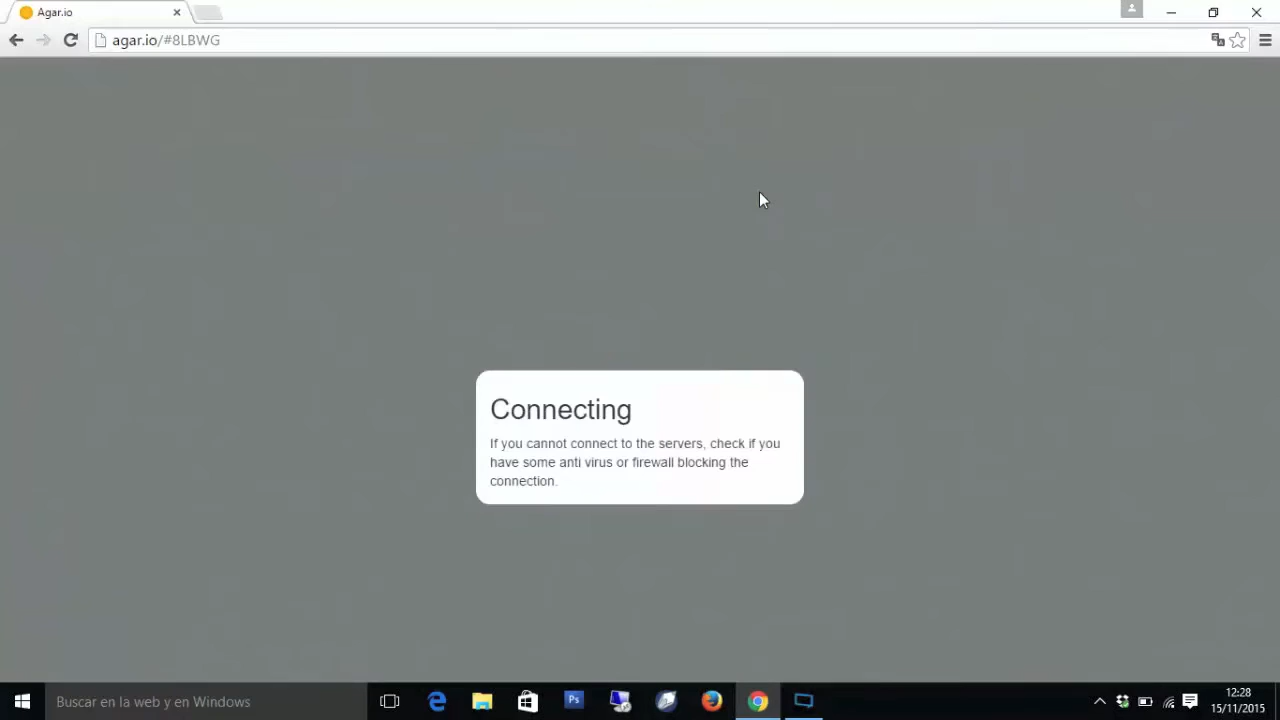 Agar.io
agar.io/#8LBWG
Connecting
If you cannot connect to the servers, check if you
have some anti virus or firewall blocking the
connection.
Buscar en la web y en Windows
Ps
12:28
15/11/2015